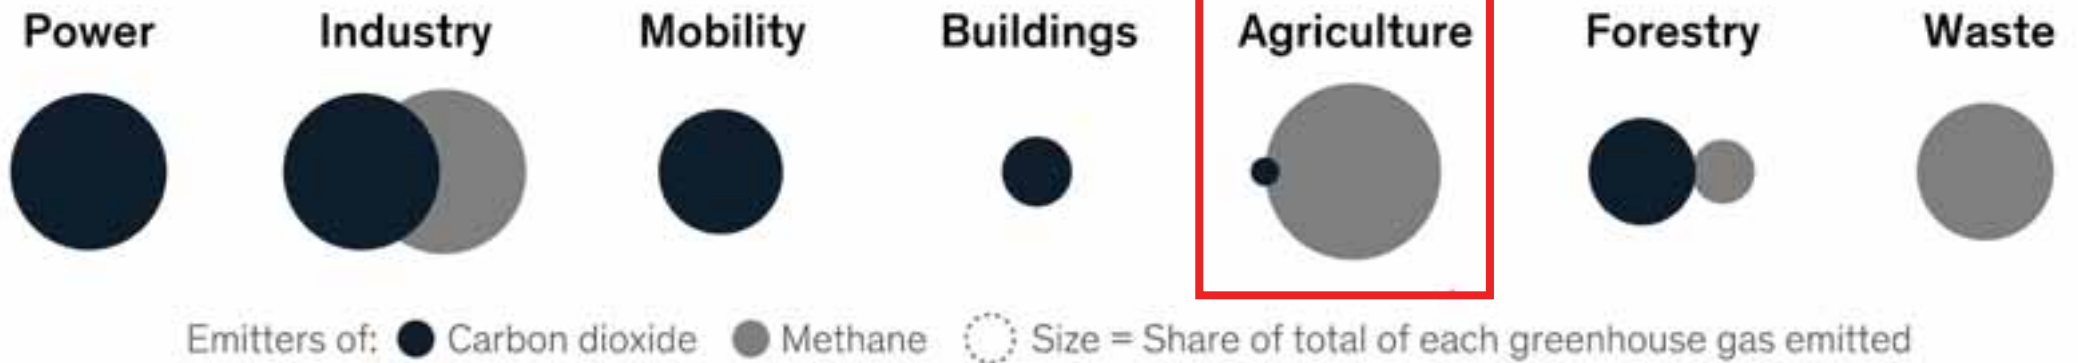 Power Industry Mobility Buildings Agriculture Forestry Waste
Emitters of: Carbon dioxide Methane Size = Share of total of each greenhouse gas emitted